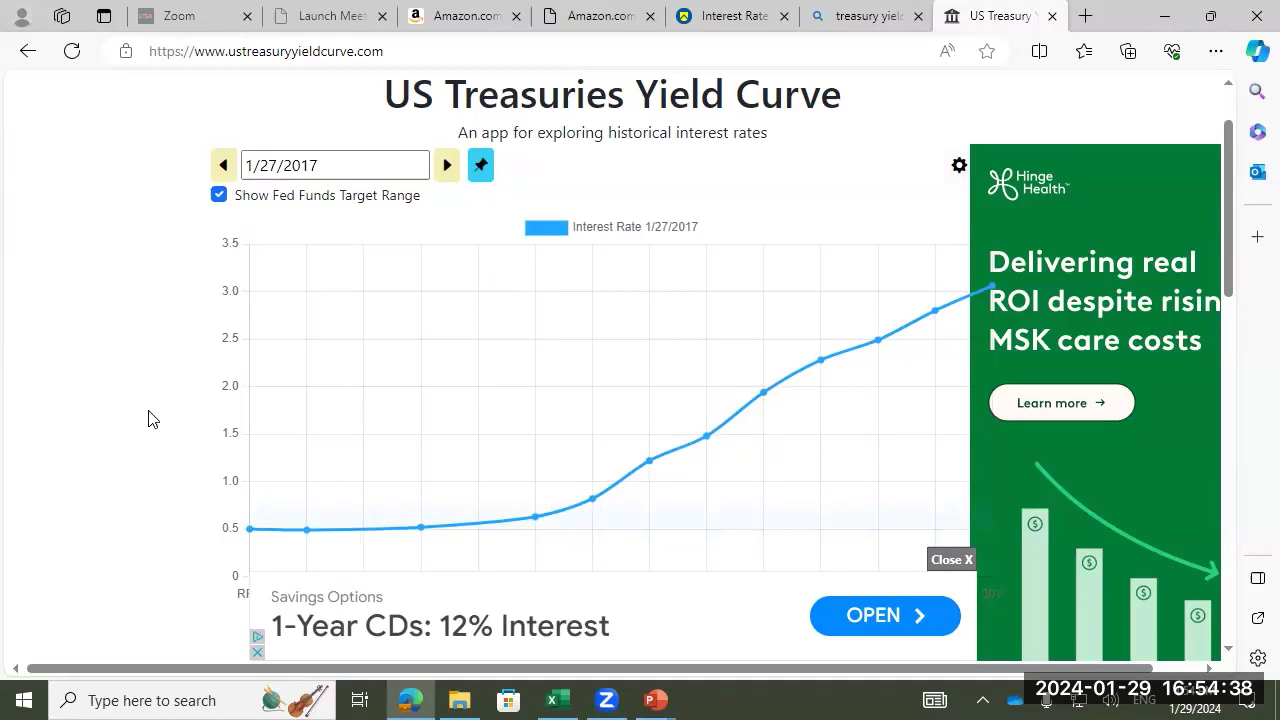 Zoom
Launch Meet
Amazon.com
Amazon.com
Interest Rate
treasury yiel
US Treasury
https://www.ustreasuryyieldcurve.com
US Treasuries Yield Curve
An app for exploring historical interest rates
1/27/2017
Show Fed Funds Target Range
Interest Rate 1/27/2017
3.5
3.0
2.5
2.0
1.5
1.0
0.5
0
30Y
Hinge
Health
Delivering real
ROI despite risin
MSK care costs
Learn more →
Close X
Savings Options
1-Year CDs: 12% Interest
OPEN
Type here to search
ENG
2024-01-29 16:54:38
1/29/2024